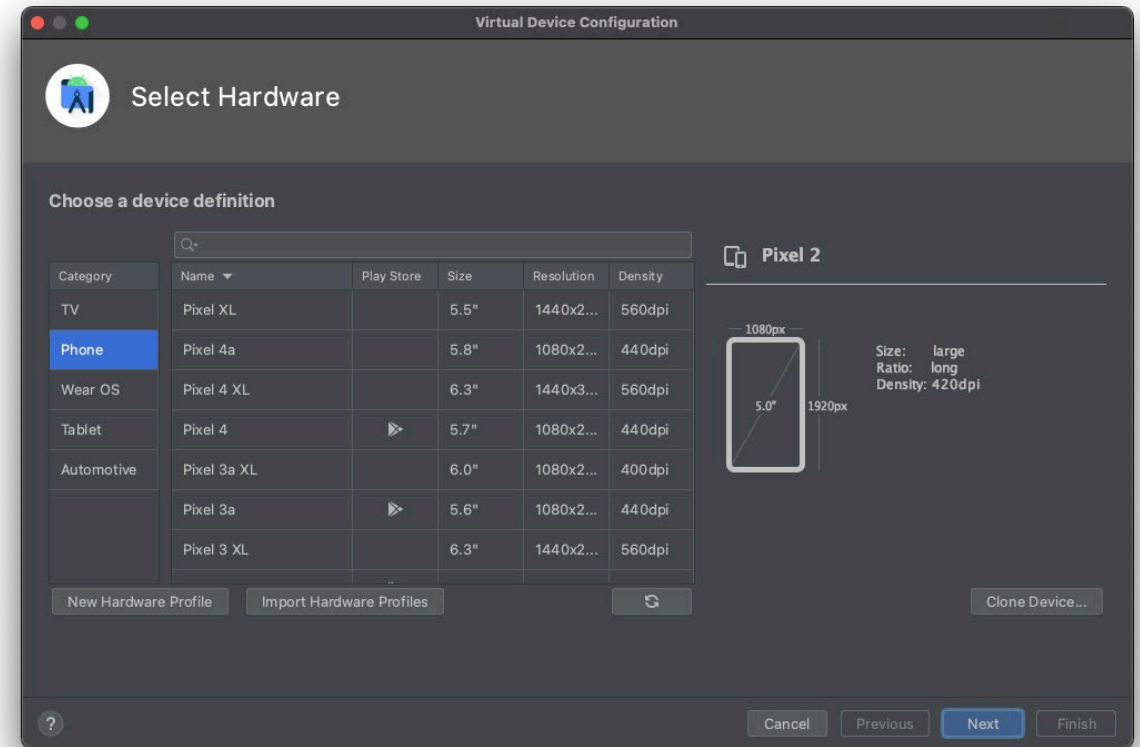 Virtual Device Configuration
Select Hardware
Choose a device definition
Category
TV
Phone
Wear OS
Tablet
Automotive
Name Play Store Size Resolution Density
Pixel XL 5.5" 1440x2... 560dpi
Pixel 4a 5.8" 1080x2... 440dpi
Pixel 4 XL 6.3" 1440x3... 560dpi
Pixel 4 5.7" 1080x2... 440dpi
Pixel 3a XL 6.0" 1080x2... 400dpi
Pixel 3a 5.6" 1080x2... 440dpi
Pixel 3 XL 6.3" 1440x2... 560dpi
New Hardware Profile Import Hardware Profiles
Pixel 2
1080px
5.0"
1920px
Size: large
Ratio: long
Density: 420dpi
Clone Device...
? Cancel Previous Next Finish